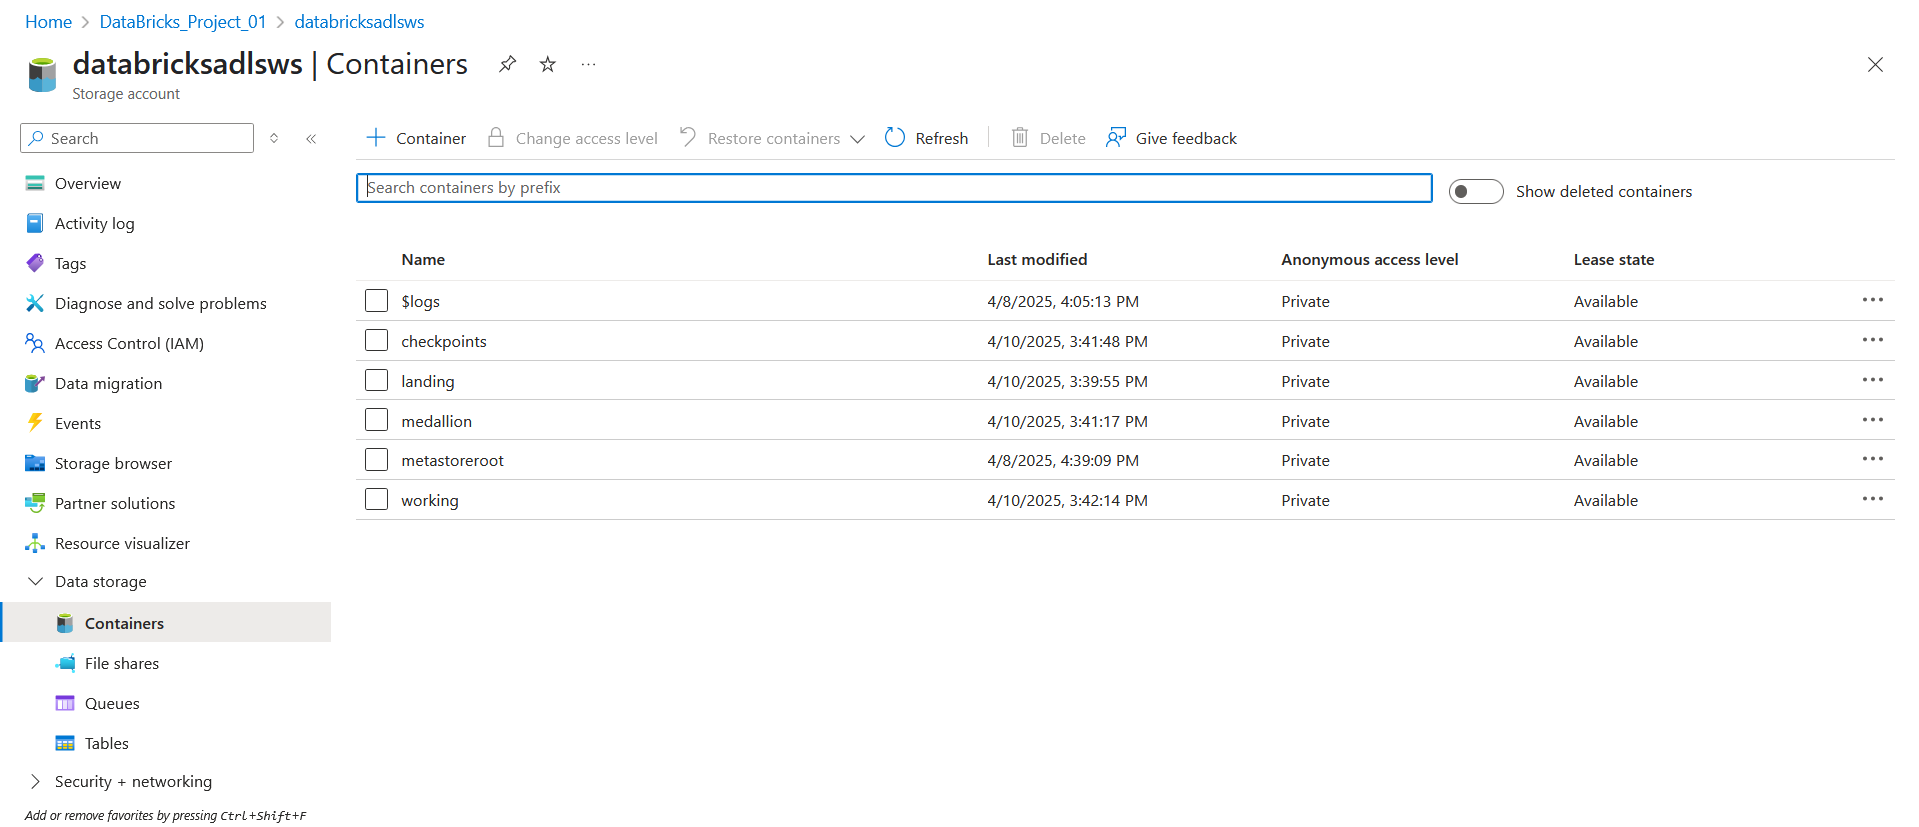 Home > DataBricks_Project_01 > databricksadlsws
databricksadlsws | Containers
Storage account
Search
Container Change access level Restore containers Refresh Delete Give feedback
Search containers by prefix
Show deleted containers
Overview
Activity log
Tags
Diagnose and solve problems
Access Control (IAM)
Data migration
Events
Storage browser
Partner solutions
Resource visualizer
Data storage
Containers
File shares
Queues
Tables
Security + networking
Add or remove favorites by pressing Ctrl+Shift+F
Name Last modified Anonymous access level Lease state
$logs 4/8/2025, 4:05:13 PM Private Available
checkpoints 4/10/2025, 3:41:48 PM Private Available
landing 4/10/2025, 3:39:55 PM Private Available
medallion 4/10/2025, 3:41:17 PM Private Available
metastoreroot 4/8/2025, 4:39:09 PM Private Available
working 4/10/2025, 3:42:14 PM Private Available